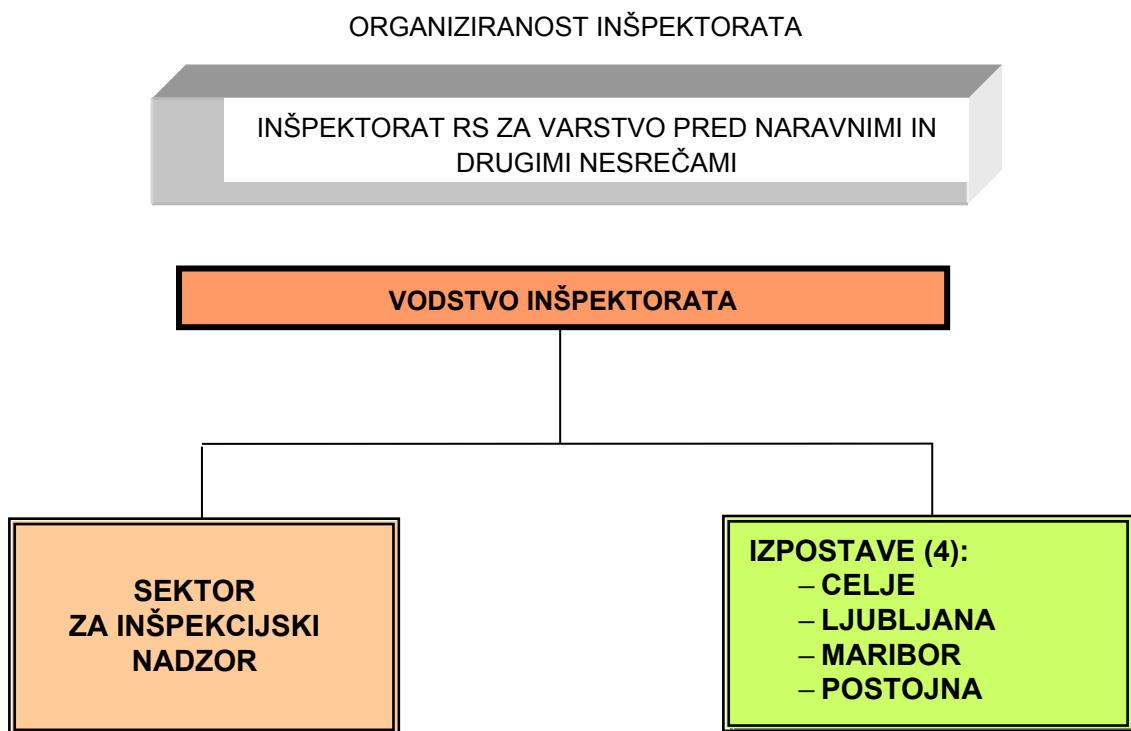 ORGANIZIRANOST INŠPEKTORATA
INŠPEKTORAT RS ZA VARSTVO PRED NARAVNIMI IN
DRUGIMI NESREČAMI
VODSTVO INŠPEKTORATA
SEKTOR
ZA INŠPEKCIJSKI
NADZOR
IZPOSTAVE (4):
– CELJE
– LJUBLJANA
– MARIBOR
– POSTOJNA